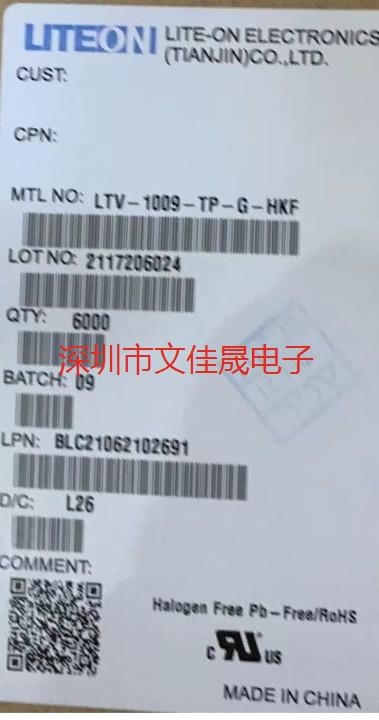 LITEON LITE-ON ELECTRONICS
(TIANJIN)CO.,LTD.
CUST:
CPN:
MTL NO: LTV-1009-TP-G-HKF
LOT NO: 2117206024
QTY: 6000
深圳市文佳晟电子
BATCH: 09
LPN: BLC21062102691
D/C: L26
COMMENT:
Halogen Free Pb-Free/RoHS
c RU US
MADE IN CHINA